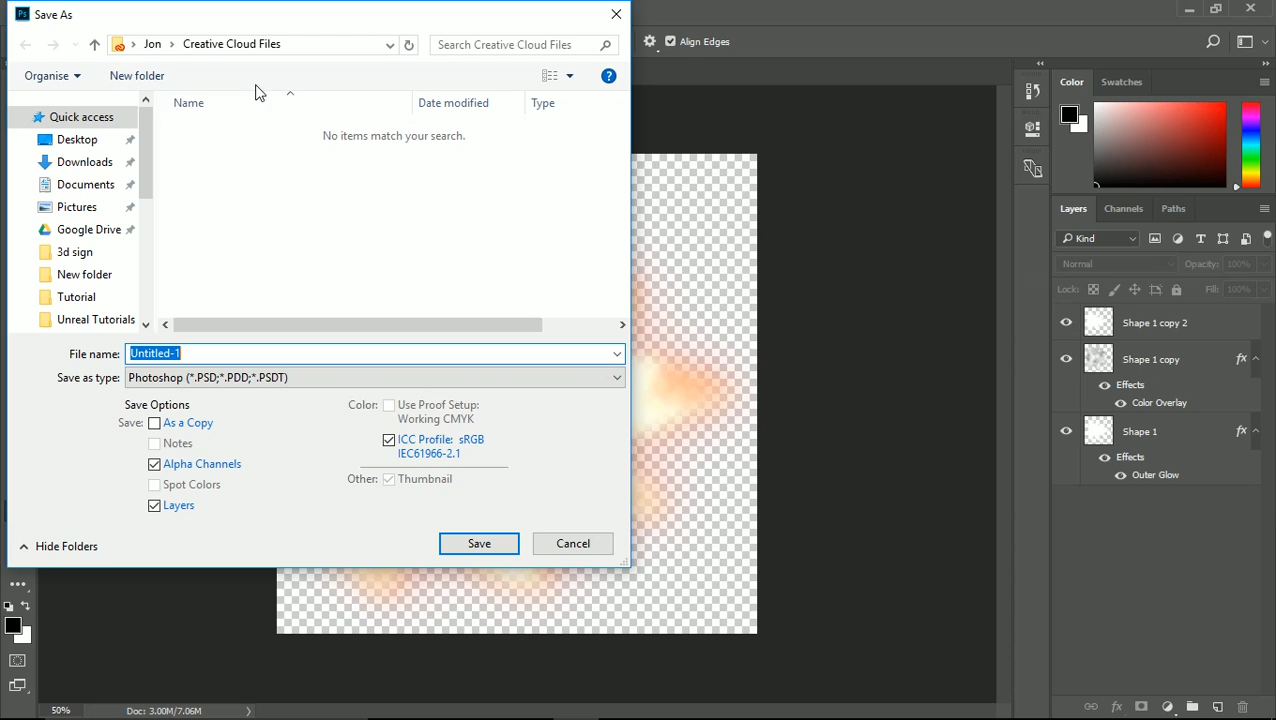 Ps Save As
Align Edges
Jon Creative Cloud Files
Search Creative Cloud Files
Organise
New folder
?
Name
Date modified
Type
No items match your search.
Quick access
Desktop
Downloads
Documents
Pictures
Google Drive
3d sign
New folder
Tutorial
Unreal Tutorials
File name: Untitled-1
Save as type: Photoshop (*.PSD;*.PDD;*.PSDT)
Save Options
Save: As a Copy
Notes
Alpha Channels
Spot Colors
Layers
Color: Use Proof Setup:
Working CMYK
ICC Profile: sRGB
IEC61966-2.1
Other: Thumbnail
Hide Folders
Save
Cancel
50%
Doc: 3.00M/7.06M
Color
Swatches
Layers
Channels
Paths
Kind
T
Normal
Opacity: 100%
Lock:
Fill: 100%
Shape 1 copy 2
Shape 1 copy
fx
Effects
Color Overlay
Shape 1
fx
Effects
Outer Glow
fx